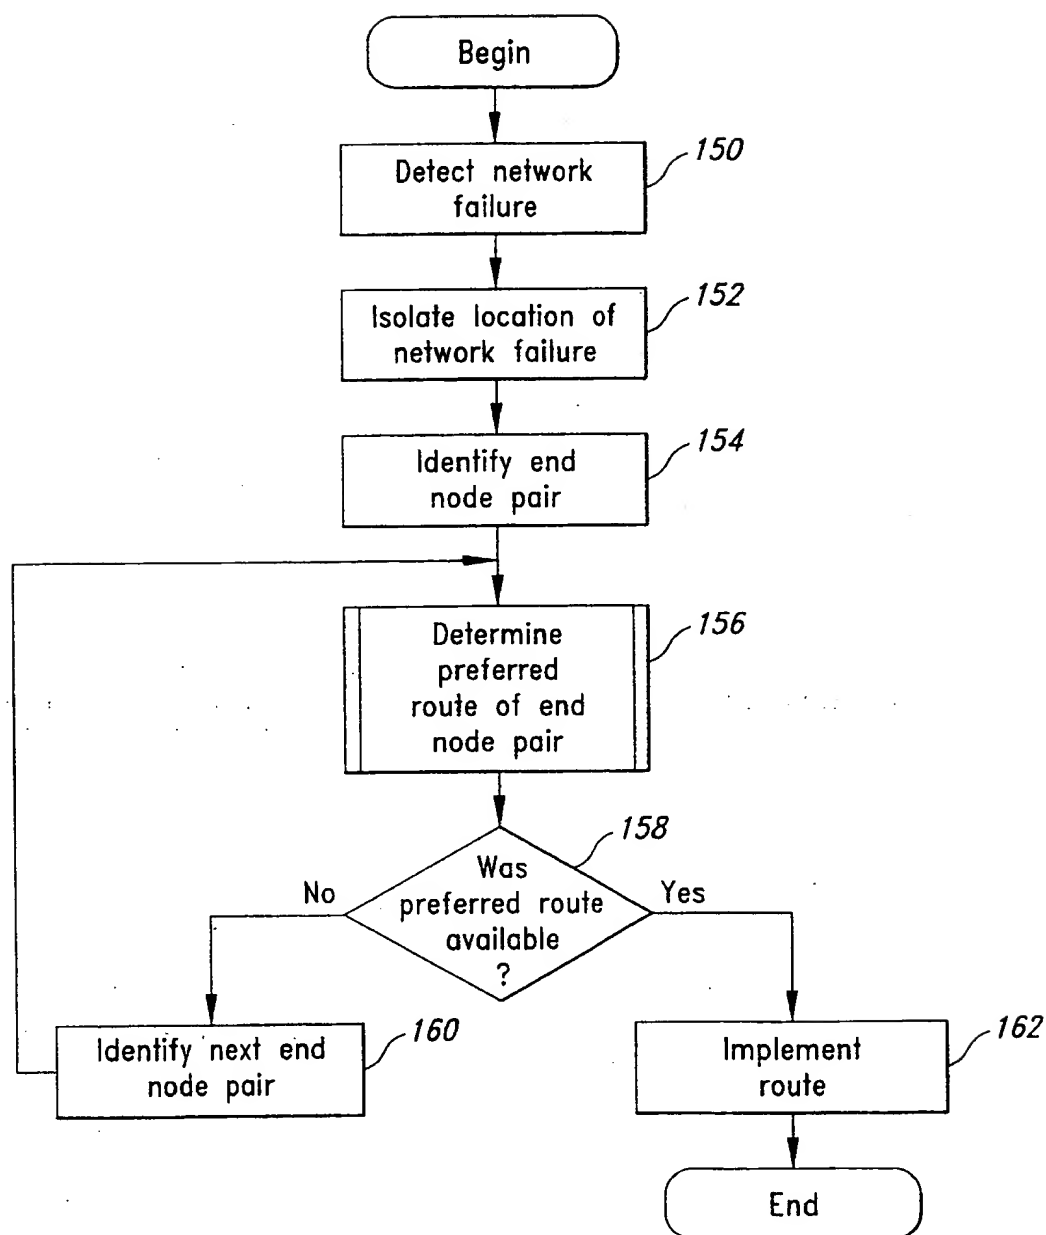 Begin
Detect network
failure
150
Isolate location of
network failure
152
Identify end
node pair
154
Determine
preferred
route of end
node pair
156
Was
preferred route
available
?
158
No
Yes
Identify next end
node pair
160
Implement
route
162
End